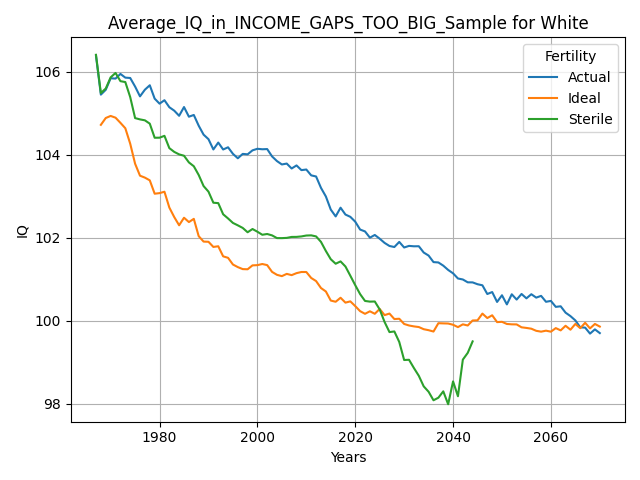 Average_IQ_in_INCOME_GAPS_TOO_BIG_Sample for White
Fertility
Actual
Ideal
Sterile
IQ
106
104
102
100
98
1980
2000
2020
2040
2060
Years